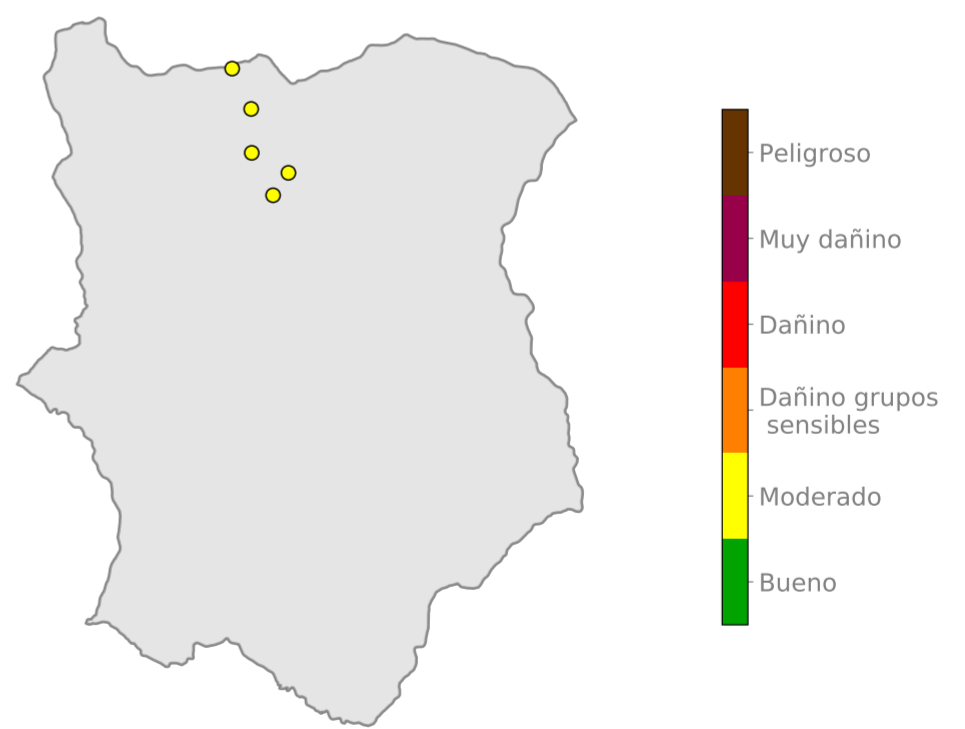 Peligroso
Muy dañino
Dañino
Dañino grupos
sensibles
Moderado
Bueno